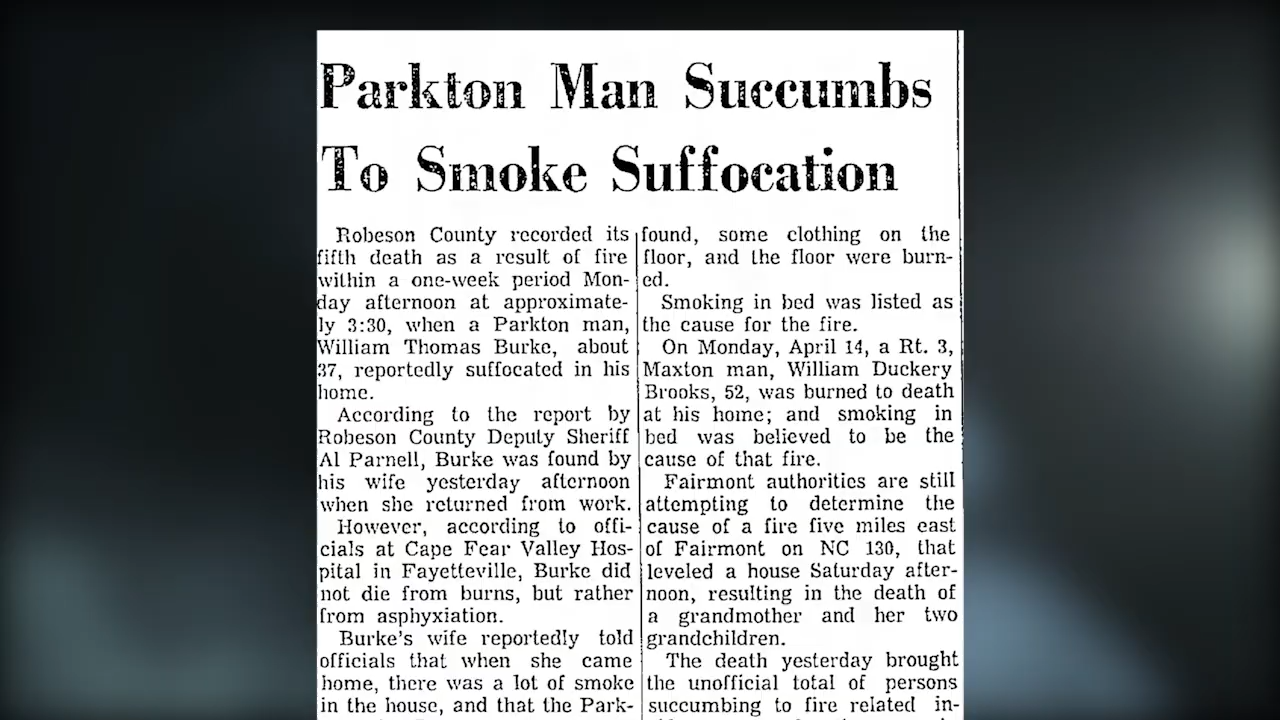 Parkton Man Succumbs
To Smoke Suffocation
Robeson County recorded its
fifth death as a result of fire
within a one-week period Mon-
day afternoon at approximate-
ly 3:30, when a Parkton man,
William Thomas Burke, about
37, reportedly suffocated in his
home.
According to the report by
Robeson County Deputy Sheriff
Al Parnell, Burke was found by
his wife yesterday afternoon
when she returned from work.
However, according to offi-
cials at Cape Fear Valley Hos-
pital in Fayetteville, Burke did
not die from burns, but rather
from asphyxiation.
Burke's wife reportedly told
officials that when she came
home, there was a lot of smoke
in the house, and that the Park-
found, some clothing on the
floor, and the floor were burn-
ed.
Smoking in bed was listed as
the cause for the fire.
On Monday, April 14, a Rt. 3,
Maxton man, William Duckery
Brooks, 52, was burned to death
at his home; and smoking in
bed was believed to be the
cause of that fire.
Fairmont authorities are still
attempting to determine the
cause of a fire five miles east
of Fairmont on NC 130, that
leveled a house Saturday after-
noon, resulting in the death of
a grandmother and her two
grandchildren.
The death yesterday brought
the unofficial total of persons
succumbing to fire related in-